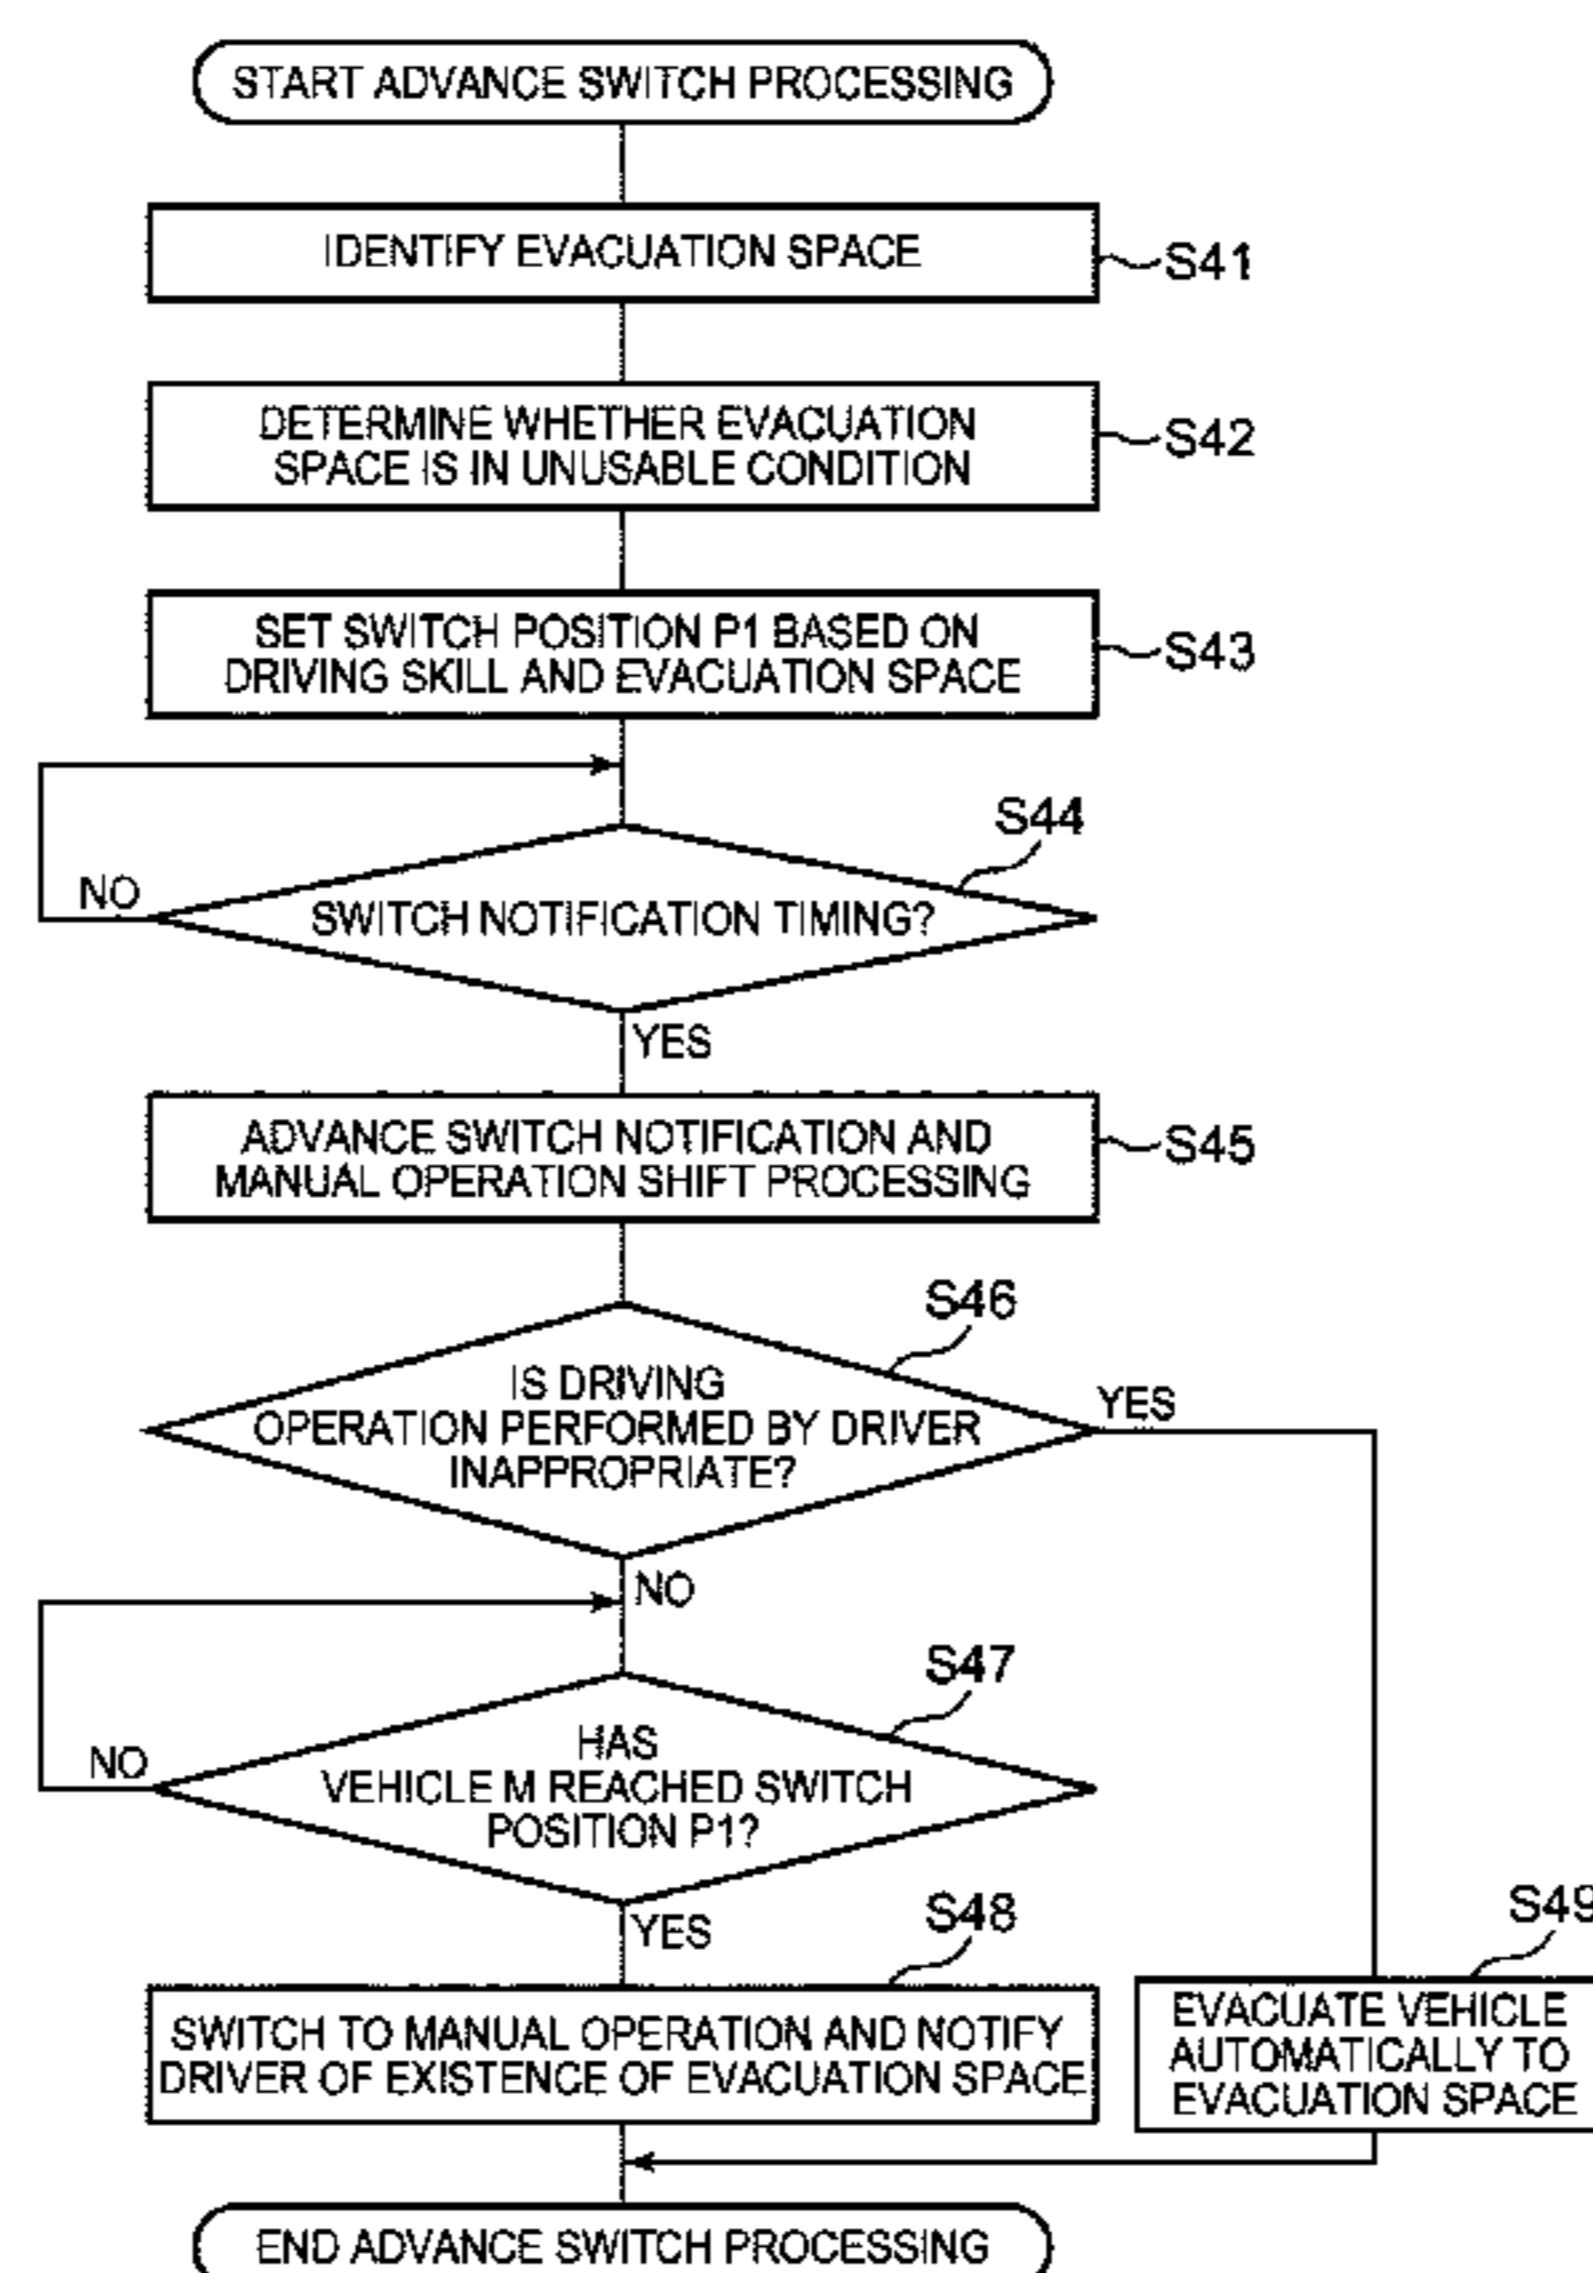 START ADVANCE SWITCH PROCESSING
IDENTIFY EVACUATION SPACE
S41
DETERMINE WHETHER EVACUATION
SPACE IS IN UNUSABLE CONDITION
S42
SET SWITCH POSITION P1 BASED ON
DRIVING SKILL AND EVACUATION SPACE
S43
S44
NO
SWITCH NOTIFICATION TIMING?
YES
ADVANCE SWITCH NOTIFICATION AND
MANUAL OPERATION SHIFT PROCESSING
S45
S46
IS DRIVING
OPERATION PERFORMED BY DRIVER
INAPPROPRIATE?
YES
NO
S47
HAS
VEHICLE M REACHED SWITCH
POSITION P1?
NO
YES
S48
SWITCH TO MANUAL OPERATION AND NOTIFY
DRIVER OF EXISTENCE OF EVACUATION SPACE
S49
EVACUATE VEHICLE
AUTOMATICALLY TO
EVACUATION SPACE
END ADVANCE SWITCH PROCESSING